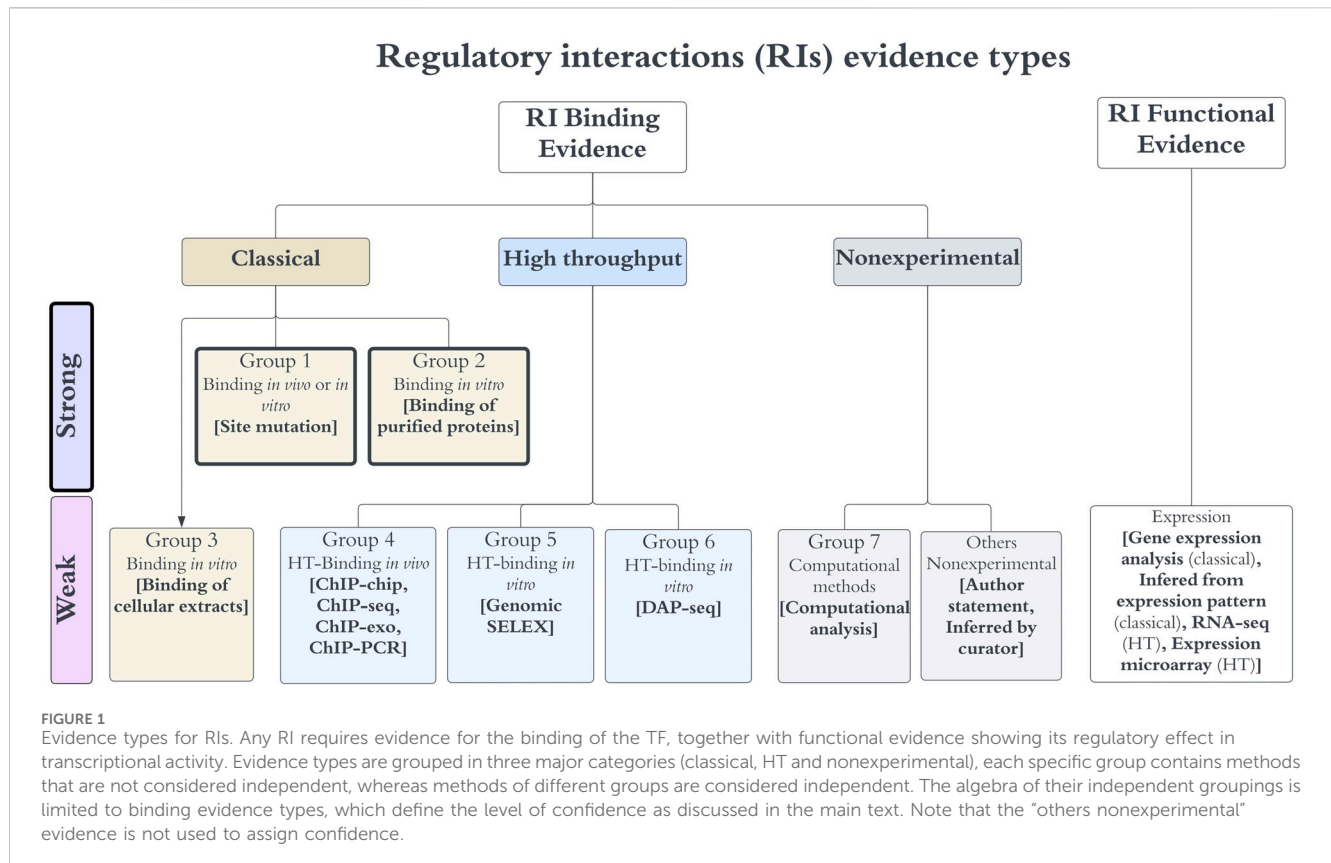 Regulatory interactions (RIs) evidence types
RI Binding
Evidence
RI Functional
Evidence
Classical
High throughput
Nonexperimental
Strong
Group 1
Binding in vivo or in
vitro
[Site mutation]
Group 2
Binding in vitro
[Binding of
purified proteins]
Weak
Group 3
Binding in vitro
[Binding of
cellular extracts]
Group 4
HT-Binding in vivo
[ChIP-chip,
ChIP-seq,
ChIP-exo,
ChIP-PCR]
Group 5
HT-binding in
vitro
[Genomic
SELEX]
Group 6
HT-binding in
vitro
[DAP-seq]
Group 7
Computational
methods
[Computational
analysis]
Others
Nonexperimental
[Author
statement,
Inferred by
curator]
Expression
[Gene expression
analysis (classical),
Infered from
expression pattern
(classical), RNA-seq
(HT), Expression
microarray (HT)]
FIGURE 1
Evidence types for RIs. Any RI requires evidence for the binding of the TF, together with functional evidence showing its regulatory effect in
transcriptional activity. Evidence types are grouped in three major categories (classical, HT and nonexperimental), each specific group contains methods
that are not considered independent, whereas methods of different groups are considered independent. The algebra of their independent groupings is
limited to binding evidence types, which define the level of confidence as discussed in the main text. Note that the “others nonexperimental”
evidence is not used to assign confidence.